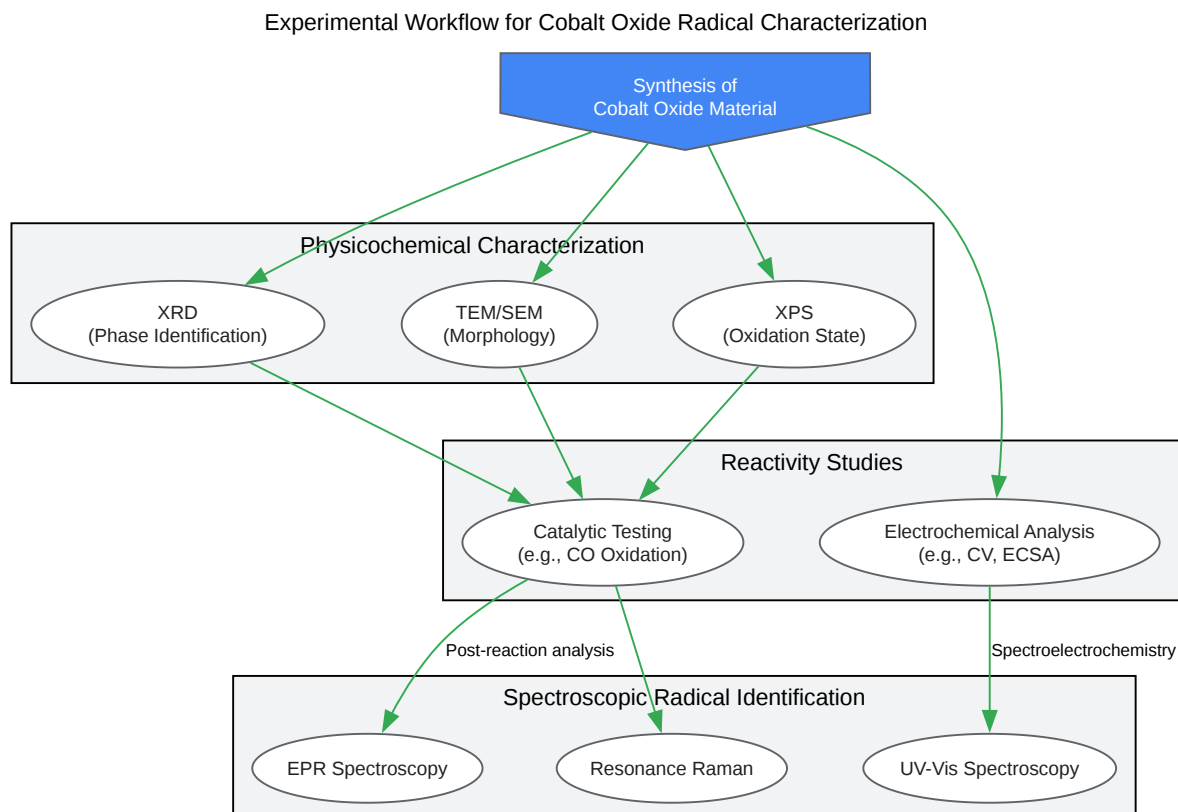 Experimental Workflow for Cobalt Oxide Radical Characterization
Synthesis of
Cobalt Oxide Material
Physicochemical Characterization
XRD
(Phase Identification)
TEM/SEM
(Morphology)
XPS
(Oxidation State)
Reactivity Studies
Catalytic Testing
(e.g., CO Oxidation)
Electrochemical Analysis
(e.g., CV, ECSA)
Post-reaction analysis
Spectroelectrochemistry
Spectroscopic Radical Identification
EPR Spectroscopy
Resonance Raman
UV-Vis Spectroscopy